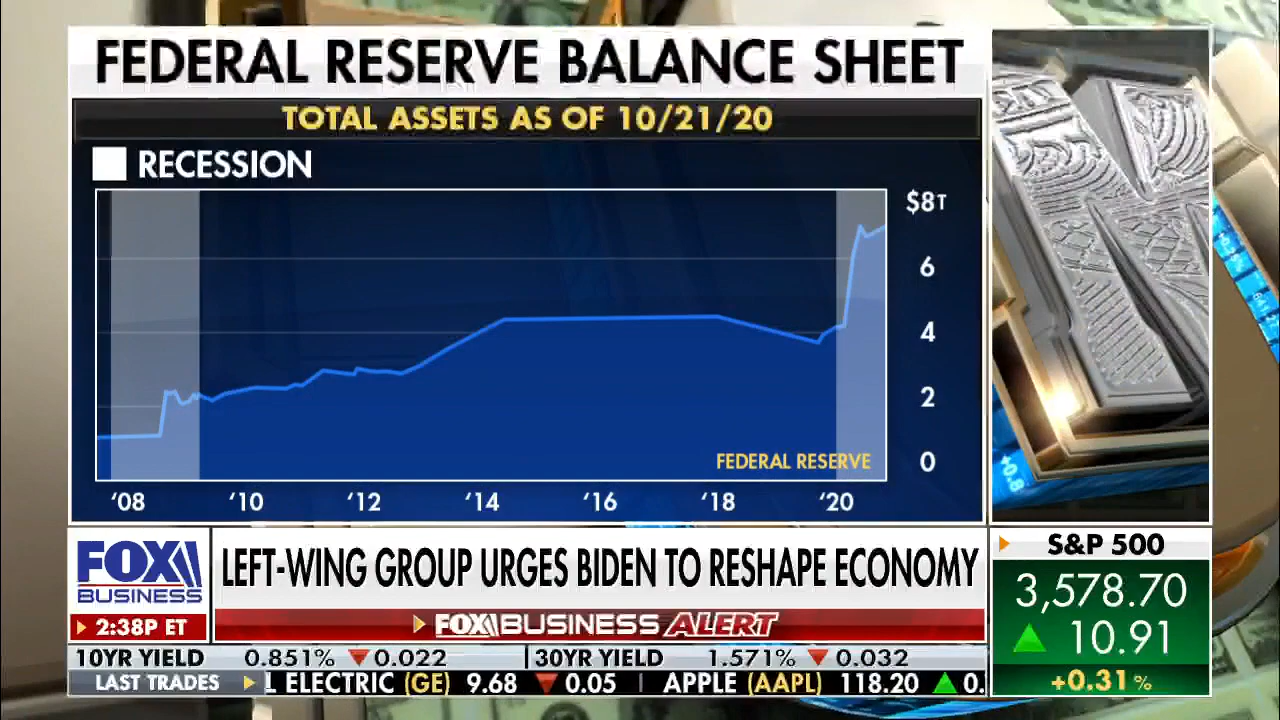 FEDERAL RESERVE BALANCE SHEET
TOTAL ASSETS AS OF 10/21/20
RECESSION
$8T
6
4
2
0
FEDERAL RESERVE
'08 '10 '12 '14 '16 '18 '20
FOX
BUSINESS
2:38P ET
LEFT-WING GROUP URGES BIDEN TO RESHAPE ECONOMY
FOX BUSINESS ALERT
S&P 500
3,578.70
10.91
+0.31%
10YR YIELD 0.851% 0.022 30YR YIELD 1.571% 0.032
LAST TRADES L ELECTRIC (GE) 9.68 0.05 APPLE (AAPL) 118.20 0.